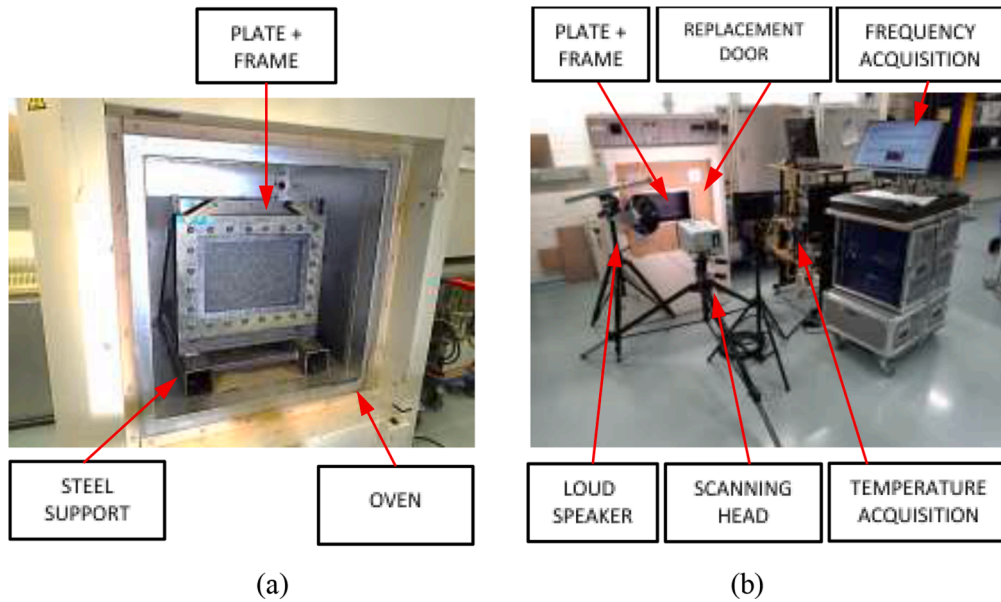 PLATE +
FRAME
STEEL
SUPPORT
OVEN
(a)
PLATE +
FRAME
REPLACEMENT
DOOR
FREQUENCY
ACQUISITION
LOUD
SPEAKER
SCANNING
HEAD
TEMPERATURE
ACQUISITION
(b)